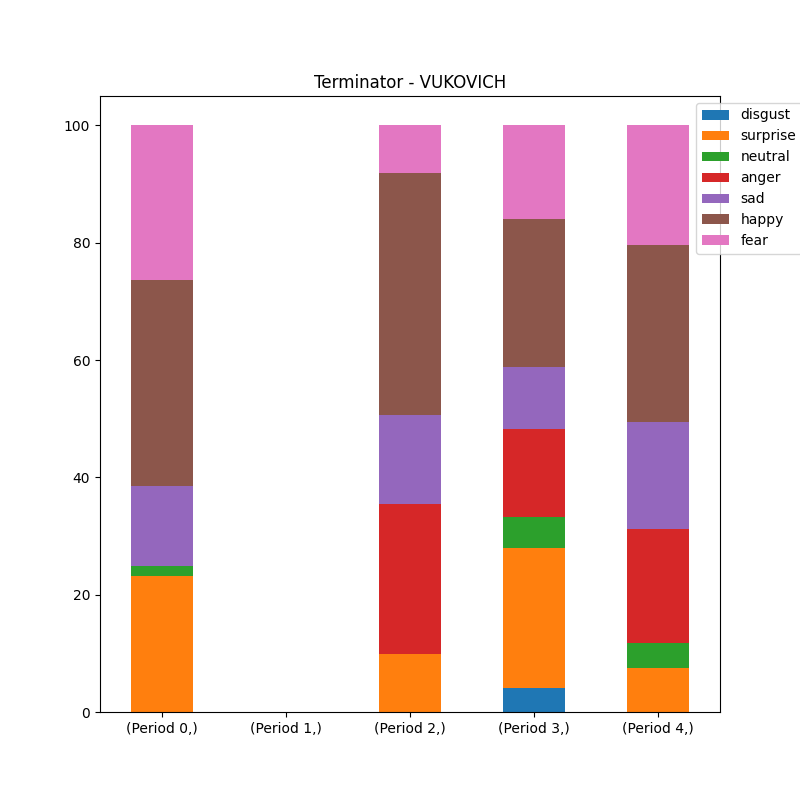 Terminator - VUKOVICH
100
80
60
40
20
0
(Period 0,) (Period 1,) (Period 2,) (Period 3,) (Period 4,)
disgust
surprise
neutral
anger
sad
happy
fear